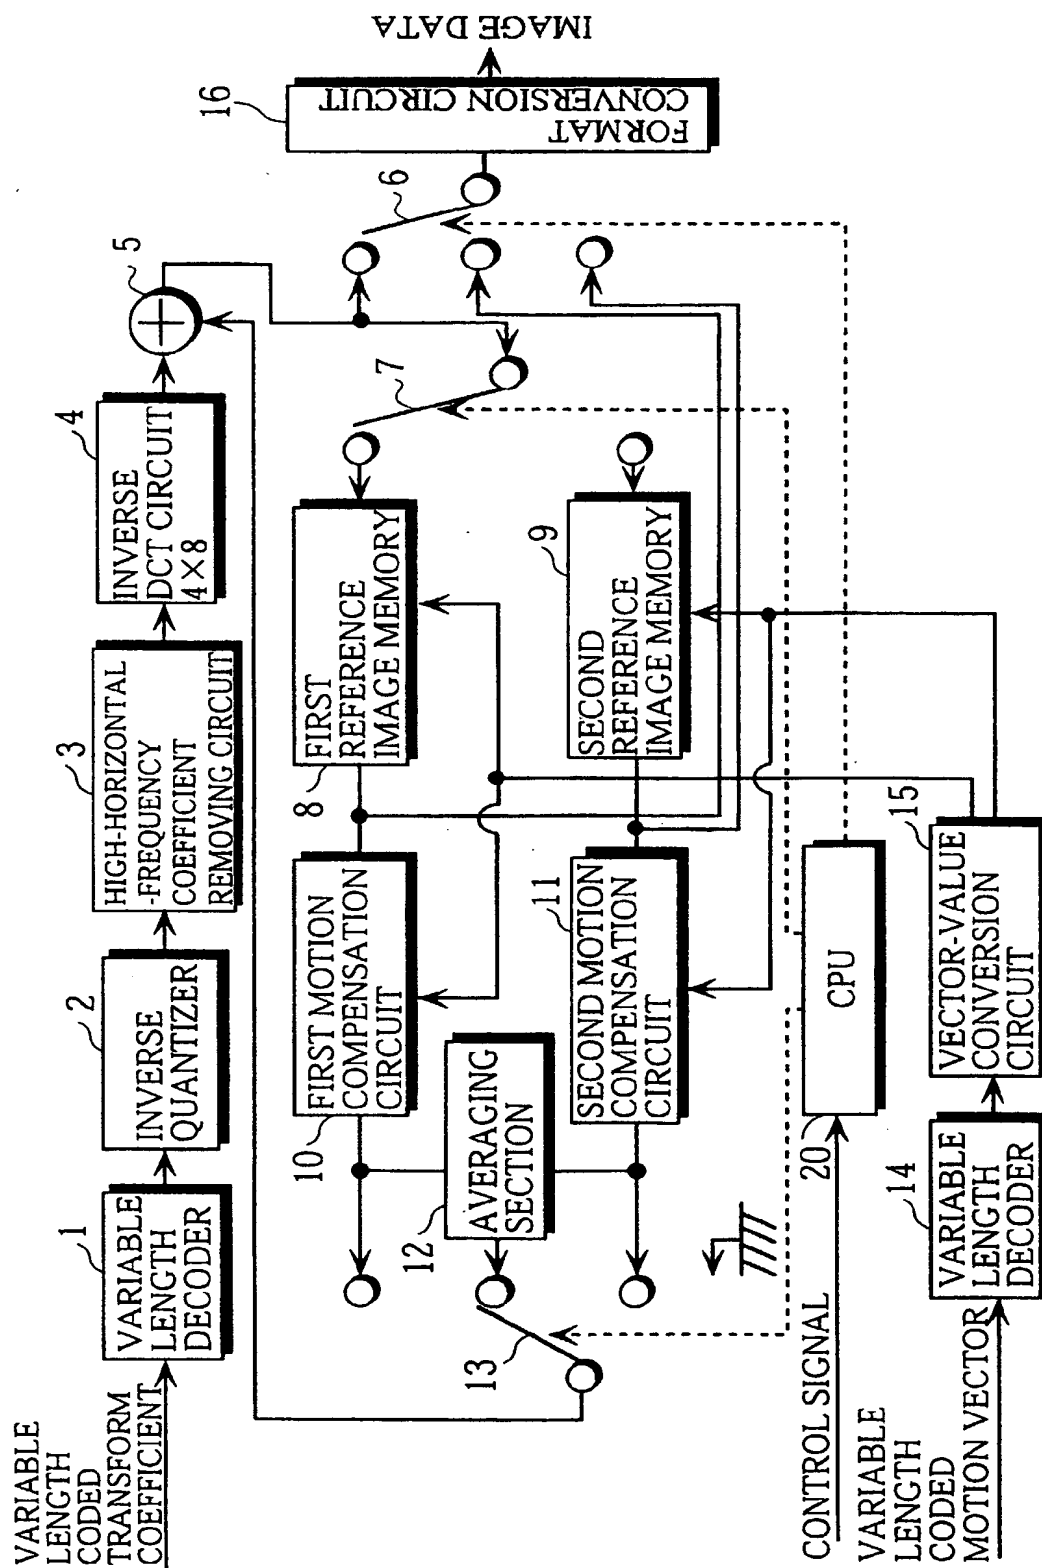 VARIABLE
LENGTH
CODED
TRANSFORM
COEFFICIENT
1
VARIABLE
LENGTH
DECODER
2
INVERSE
QUANTIZER
3
HIGH-HORIZONTAL
-FREQUENCY
COEFFICIENT
REMOVING CIRCUIT
4
INVERSE
DCT CIRCUIT
4×8
5
+
6
7
16
FORMAT
CONVERSION CIRCUIT
IMAGE DATA
8
FIRST
REFERENCE
IMAGE MEMORY
9
SECOND
REFERENCE
IMAGE MEMORY
10
FIRST MOTION
COMPENSATION
CIRCUIT
11
SECOND MOTION
COMPENSATION
CIRCUIT
12
AVERAGING
SECTION
13
CONTROL SIGNAL
20
CPU
VARIABLE
LENGTH
CODED
MOTION VECTOR
14
VARIABLE
LENGTH
DECODER
15
VECTOR-VALUE
CONVERSION
CIRCUIT